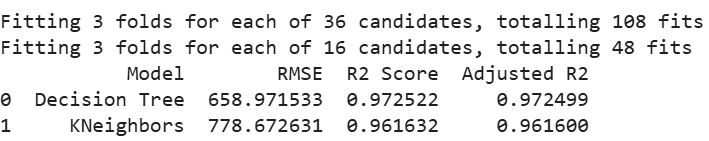 Fitting 3 folds for each of 36 candidates, totalling 108 fits
Fitting 3 folds for each of 16 candidates, totalling 48 fits
Model RMSE R2 Score Adjusted R2
0 Decision Tree 658.971533 0.972522 0.972499
1 KNeighbors 778.672631 0.961632 0.961600